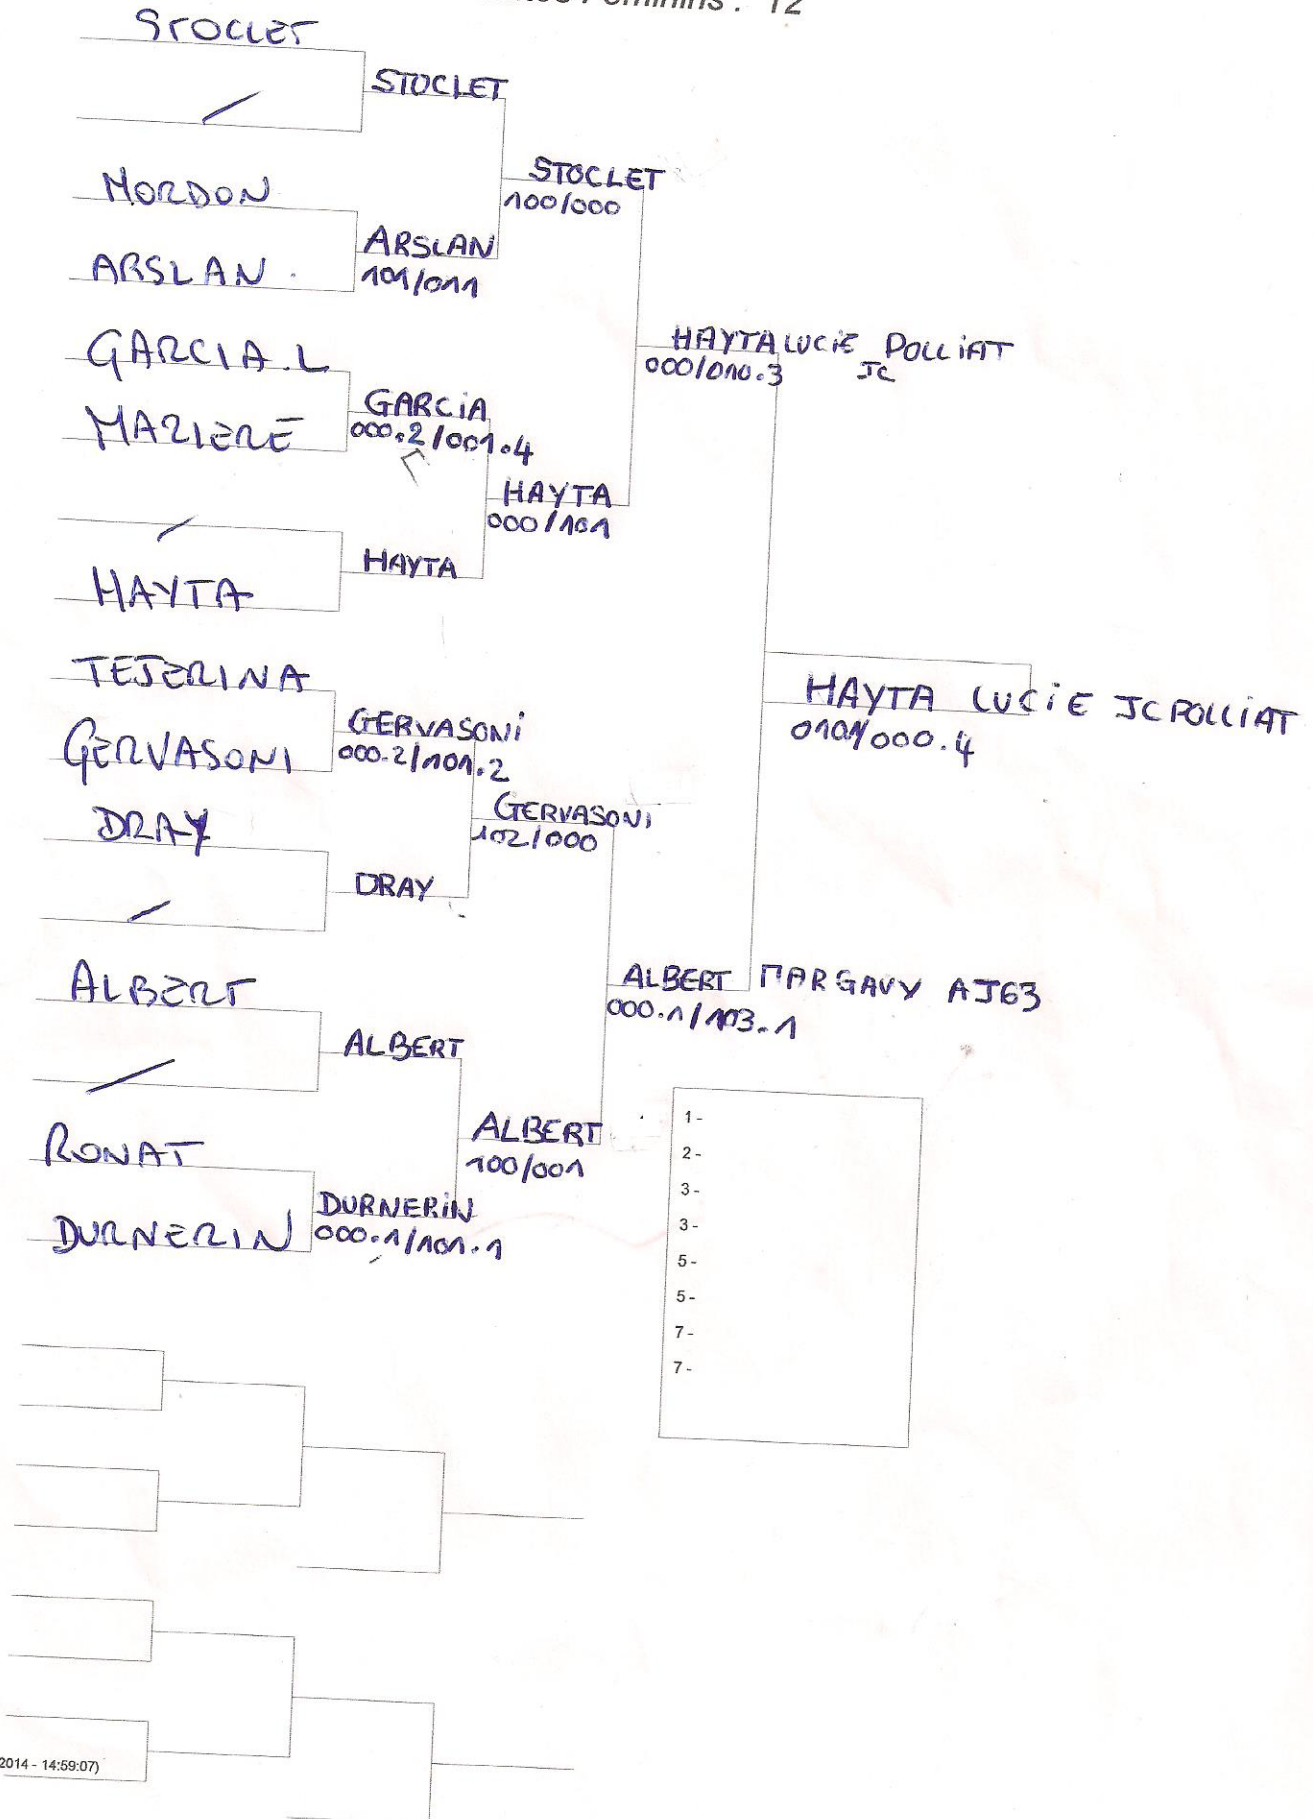 12
STOCLET
STOCLET
STOCLET
100/000
MORDON
ARSLAN
101/011
ARSLAN
HAYTA LUCIE POLLIAT
JC
000/010.3
GARCIA.L
GARCIA
000.2/001.4
MAZIERE
HAYTA
000/101
HAYTA
HAYTA
TEJERINA
HAYTA LUCIE JC POLLIAT
000.4
GERVASONI
000.2/101.2
GERVASONI
GERVASONI
102/000
DRAY
DRAY
ALBERT
ALBERT MARGAVY AJ63
000.1/103.1
ALBERT
ALBERT
100/001
RONAT
DURNERIN
000.1/101.1
DURNERIN
1-
2-
3-
3-
5-
5-
7-
7-
2014 - 14:59:07)